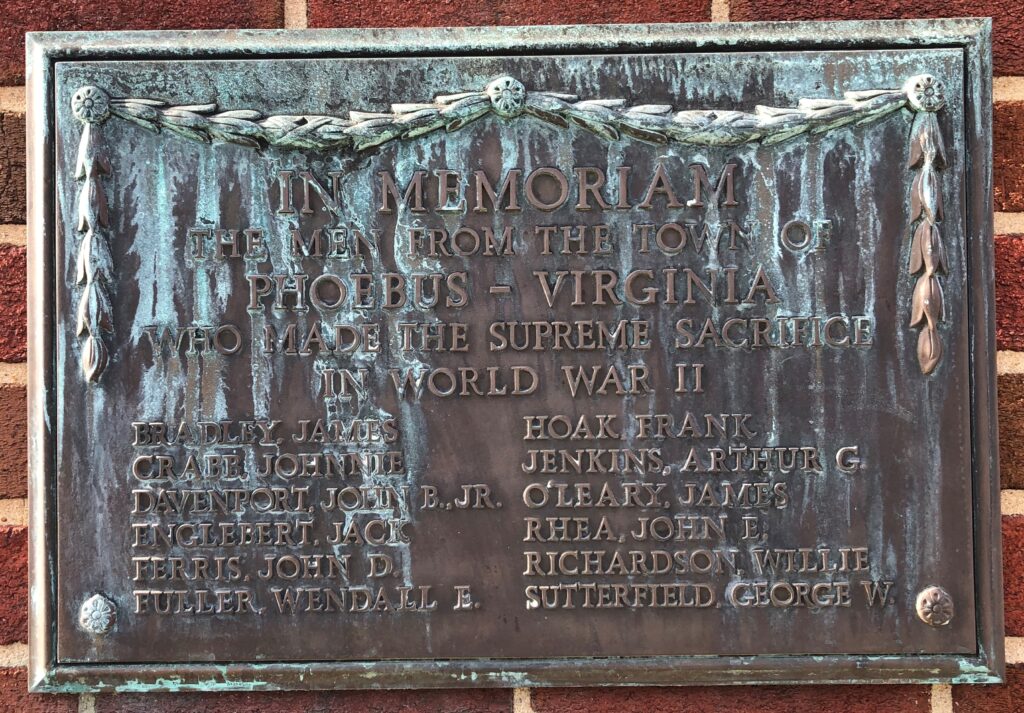 IN MEMORIAM
THE MEN FROM THE TOWN OF
PHOEBUS - VIRGINIA
WHO MADE THE SUPREME SACRIFICE
IN WORLD WAR II
BRADLEY, JAMES
CRABE, JOHNNIE
DAVENPORT, JOHN B., JR.
ENGLEBERT, JACK
FERRIS, JOHN D.
FULLER, WENDALL E.
HOAK, FRANK
JENKINS, ARTHUR G
O'LEARY, JAMES
RHEA, JOHN E.
RICHARDSON, WILLIE
SUTTERFIELD, GEORGE W.